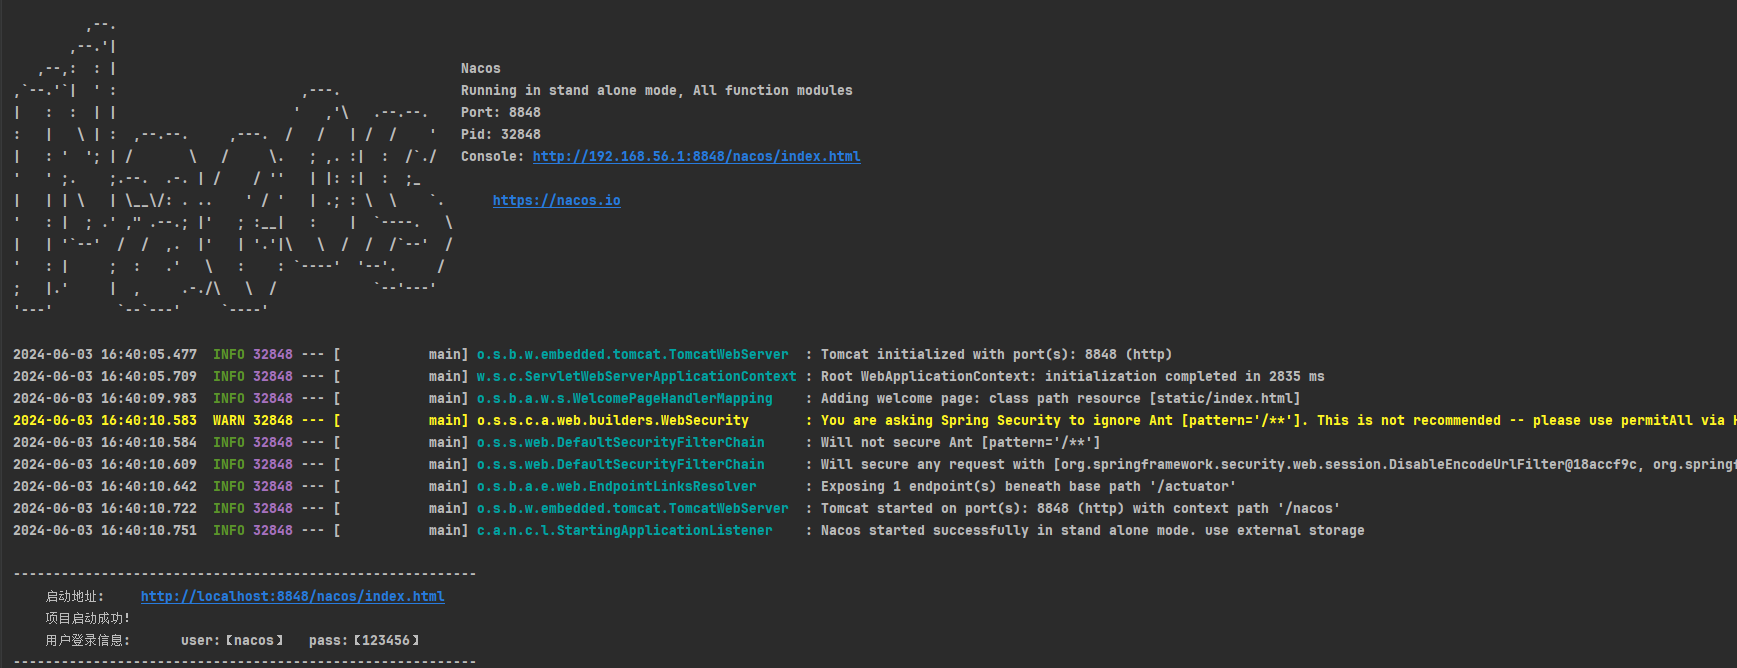 Nacos
Running in stand alone mode, All function modules
Port: 8848
Pid: 32848
Console: http://192.168.56.1:8848/nacos/index.html
https://nacos.io
2024-06-03 16:40:05.477  INFO 32848 --- [           main] o.s.b.w.embedded.tomcat.TomcatWebServer  : Tomcat initialized with port(s): 8848 (http)
2024-06-03 16:40:05.709  INFO 32848 --- [           main] w.s.c.ServletWebServerApplicationContext : Root WebApplicationContext: initialization completed in 2835 ms
2024-06-03 16:40:09.983  INFO 32848 --- [           main] o.s.b.a.w.s.WelcomePageHandlerMapping    : Adding welcome page: class path resource [static/index.html]
2024-06-03 16:40:10.583  WARN 32848 --- [           main] o.s.s.c.a.web.builders.WebSecurity       : You are asking Spring Security to ignore Ant [pattern='/**']. This is not recommended -- please use permitAll via
2024-06-03 16:40:10.584  INFO 32848 --- [           main] o.s.s.web.DefaultSecurityFilterChain     : Will not secure Ant [pattern='/**']
2024-06-03 16:40:10.609  INFO 32848 --- [           main] o.s.s.web.DefaultSecurityFilterChain     : Will secure any request with [org.springframework.security.web.session.DisableEncodeUrlFilter@18accf9c, org.spring
2024-06-03 16:40:10.642  INFO 32848 --- [           main] o.s.b.a.e.web.EndpointLinksResolver      : Exposing 1 endpoint(s) beneath base path '/actuator'
2024-06-03 16:40:10.722  INFO 32848 --- [           main] o.s.b.w.embedded.tomcat.TomcatWebServer  : Tomcat started on port(s): 8848 (http) with context path '/nacos'
2024-06-03 16:40:10.751  INFO 32848 --- [           main] c.a.n.c.l.StartingApplicationListener    : Nacos started successfully in stand alone mode. use external storage
----------------------------------------------------------
启动地址: http://localhost:8848/nacos/index.html
项目启动成功!
用户登录信息: user:【nacos】 pass:【123456】
----------------------------------------------------------